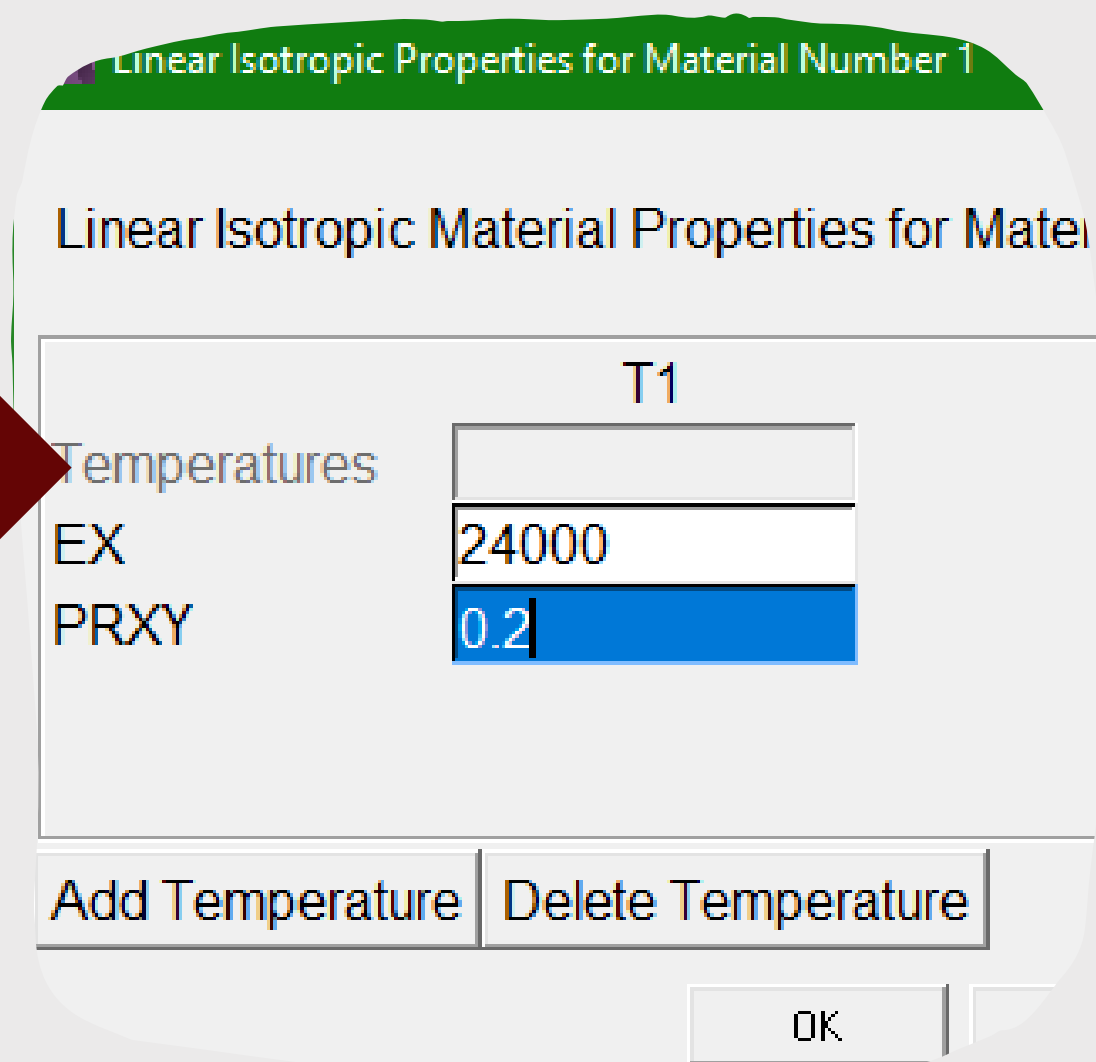 Linear Isotropic Properties for Material Number 1
Linear Isotropic Material Properties for
T1
Temperatures
EX 24000
PRXY 0.2
Add Temperature Delete Temperature
OK